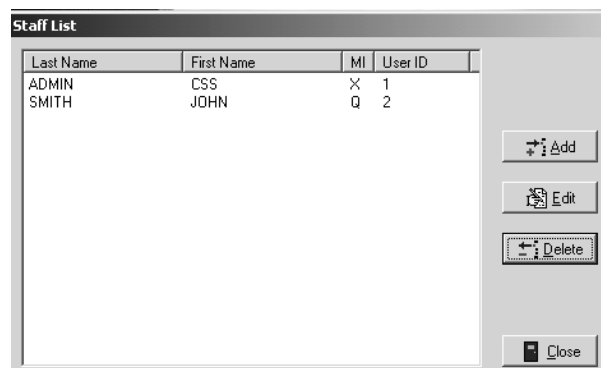 Staff List
Last Name First Name MI User ID
ADMIN CSS X 1
SMITH JOHN Q 2
Add
Edit
Delete
Close